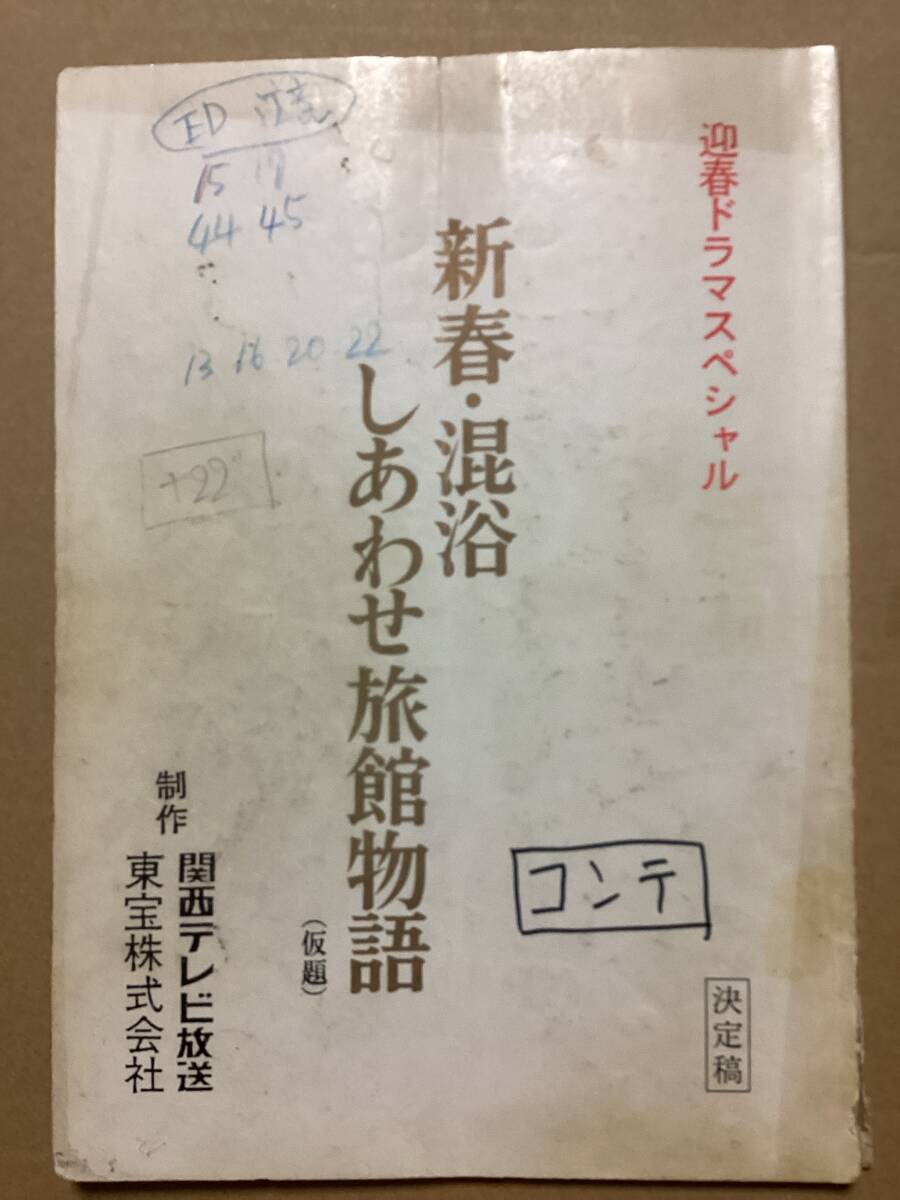 迎春ドラマスペシャル
新春・混浴
しあわせ旅館物語
(仮題)
コンテ
決定稿
制作
関西テレビ放送
東宝株式会社
ED
15 17
44 45
13 16 20 22
+22"